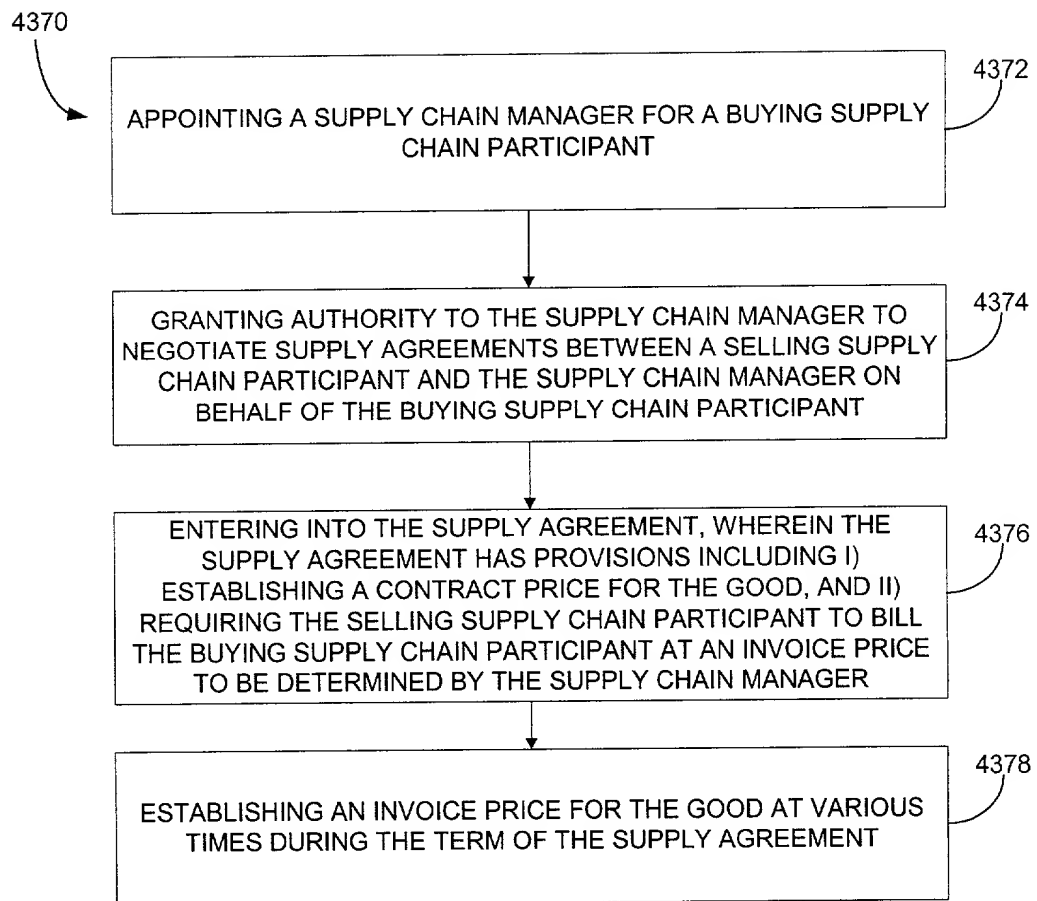 4370
4372
APPOINTING A SUPPLY CHAIN MANAGER FOR A BUYING SUPPLY
CHAIN PARTICIPANT
4374
GRANTING AUTHORITY TO THE SUPPLY CHAIN MANAGER TO
NEGOTIATE SUPPLY AGREEMENTS BETWEEN A SELLING SUPPLY
CHAIN PARTICIPANT AND THE SUPPLY CHAIN MANAGER ON
BEHALF OF THE BUYING SUPPLY CHAIN PARTICIPANT
4376
ENTERING INTO THE SUPPLY AGREEMENT, WHEREIN THE
SUPPLY AGREEMENT HAS PROVISIONS INCLUDING I)
ESTABLISHING A CONTRACT PRICE FOR THE GOOD, AND II)
REQUIRING THE SELLING SUPPLY CHAIN PARTICIPANT TO BILL
THE BUYING SUPPLY CHAIN PARTICIPANT AT AN INVOICE PRICE
TO BE DETERMINED BY THE SUPPLY CHAIN MANAGER
4378
ESTABLISHING AN INVOICE PRICE FOR THE GOOD AT VARIOUS
TIMES DURING THE TERM OF THE SUPPLY AGREEMENT